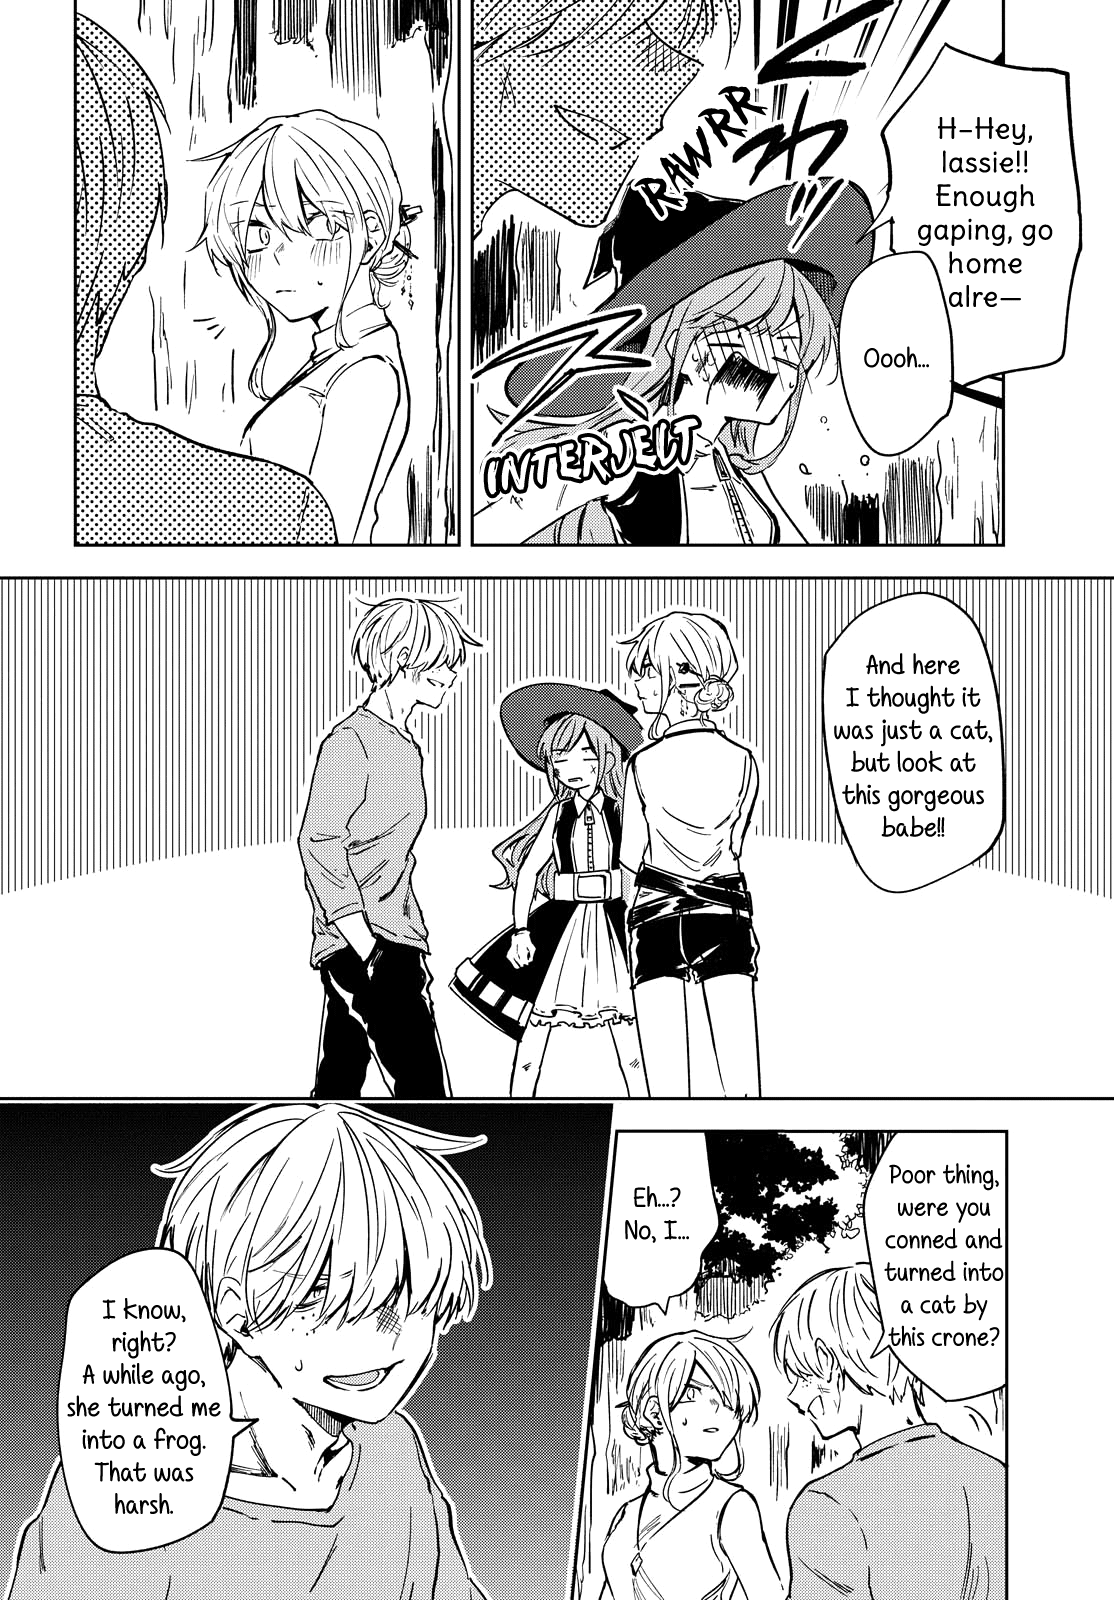 H-Hey,
lassie!!
Enough
gaping, go
home
alre—
RAWRR
Oooh...
INTERJECT
And here
I thought it
was just a cat,
but look at
this gorgeous
babe!!
Poor thing,
were you
conned and
turned into
a cat by
this crone?
Eh...?
No, I...
I know,
right?
A while ago,
she turned me
into a frog.
That was
harsh.